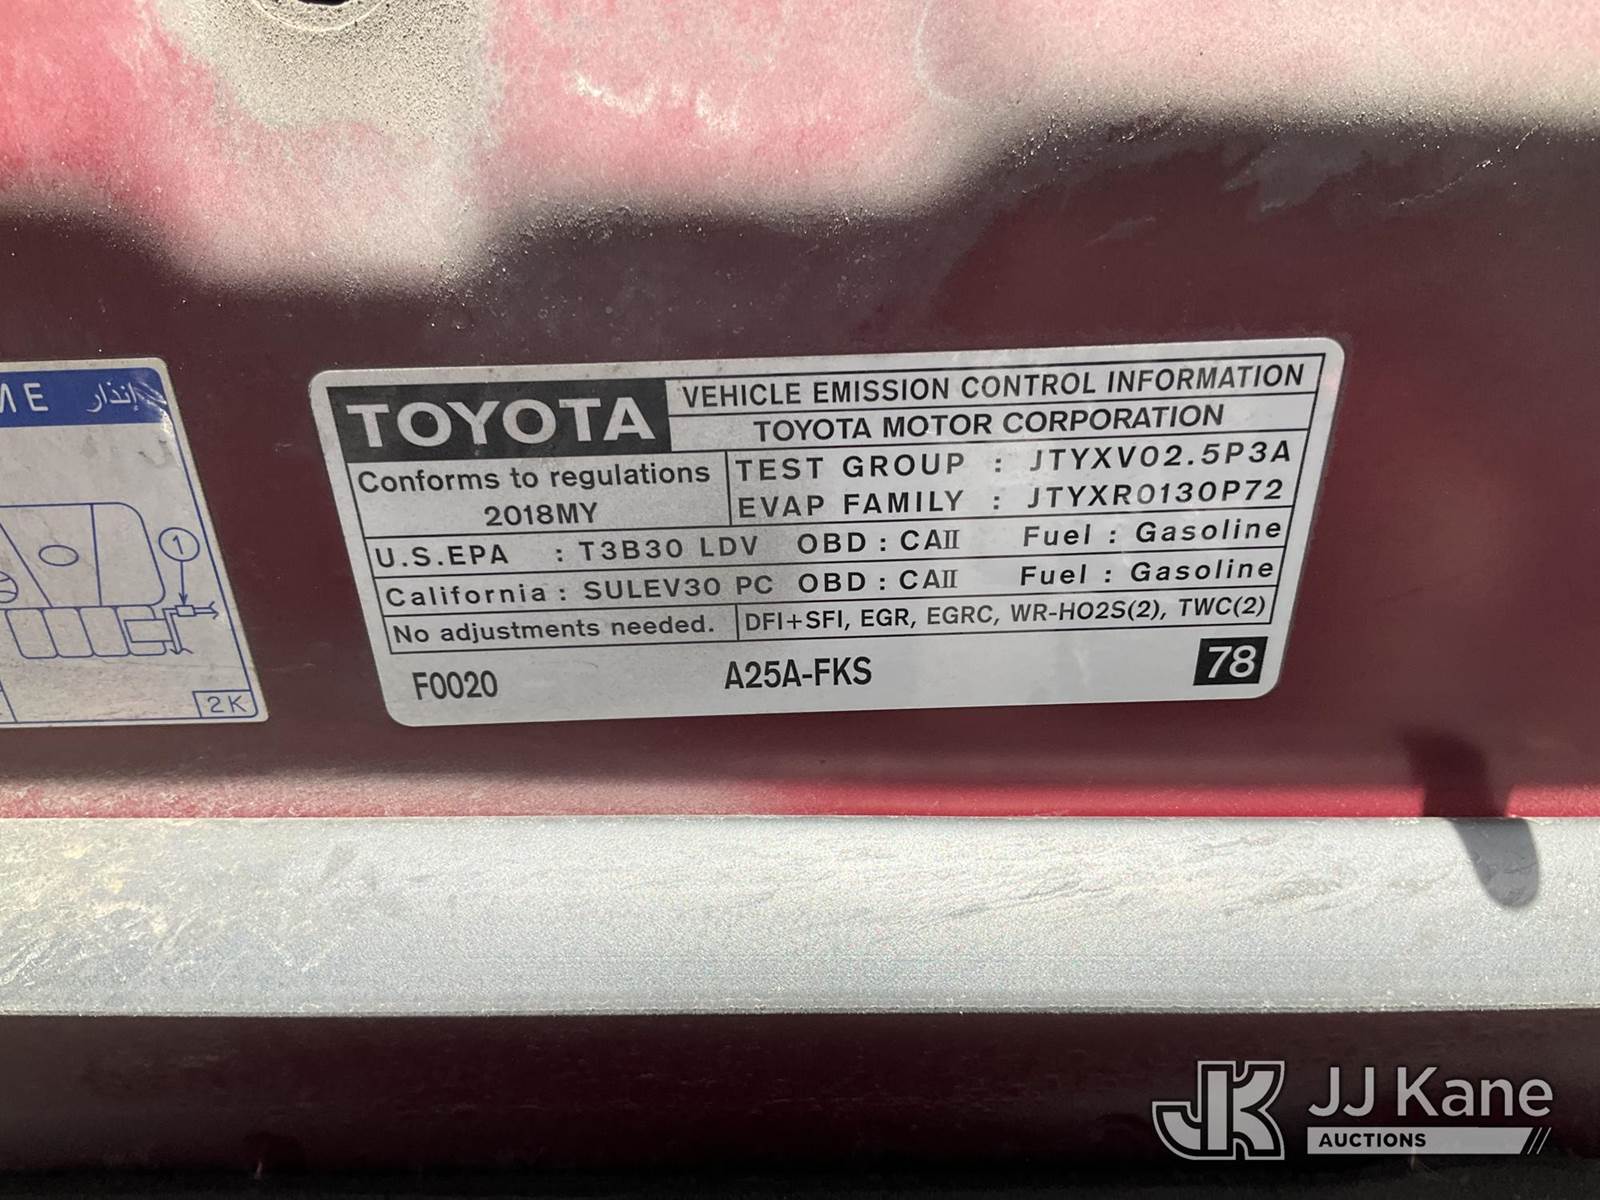 إنذار
TOYOTA
VEHICLE EMISSION CONTROL INFORMATION
TOYOTA MOTOR CORPORATION
Conforms to regulations
2018MY
TEST GROUP : JTYXV02.5P3A
EVAP FAMILY : JTYXR0130P72
U.S.EPA : T3B30 LDV OBD : CAII Fuel : Gasoline
California : SULEV30 PC OBD : CAII Fuel : Gasoline
No adjustments needed. DFI+SFI, EGR, EGRC, WR-HO2S(2), TWC(2)
F0020 A25A-FKS 78
1
2K
JK JJ Kane
AUCTIONS